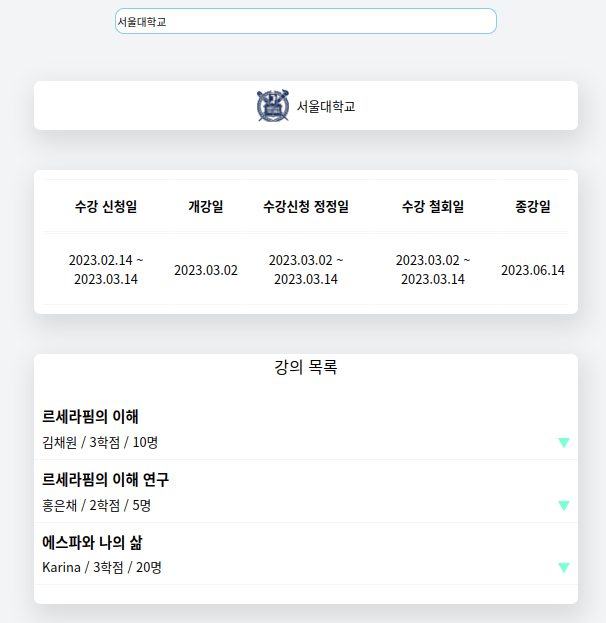 서울대학교
서울대학교
수강 신청일 개강일 수강신청 정정일 수강 철회일 종강일
2023.02.14 ~ 2023.03.02 ~ 2023.03.02 ~
2023.03.02 2023.06.14
2023.03.14 2023.03.14 2023.03.14
강의 목록
르세라핌의 이해
김채원 / 3학점 / 10명
르세라핌의 이해 연구
홍은채 / 2학점 / 5명
에스파와 나의 삶
Karina / 3학점 / 20명